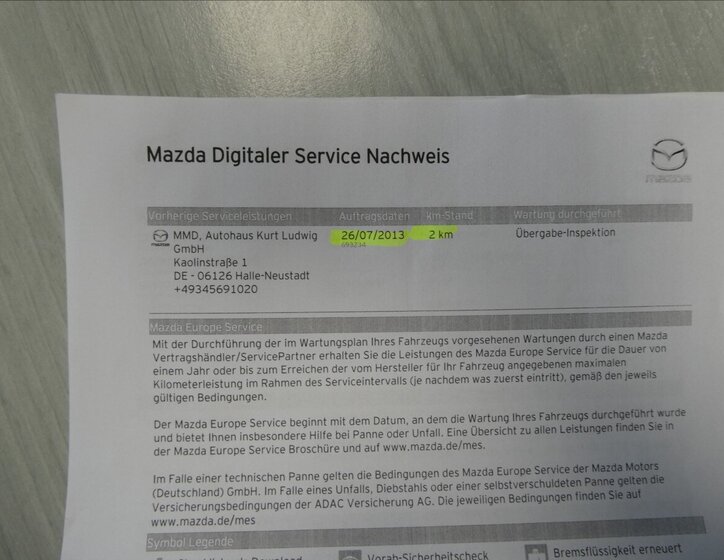 Mazda Digitaler Service Nachweis
mazda
Vorherige Serviceleistungen Auftragsdaten km-Stand Wartung durchgeführt
MMD, Autohaus Kurt Ludwig 26/07/2013 2 km Übergabe-Inspektion
GmbH 693234
Kaolinstraße 1
DE - 06126 Halle-Neustadt
+49345691020
Mazda Europe Service
Mit der Durchführung der im Wartungsplan Ihres Fahrzeugs vorgesehenen Wartungen durch einen Mazda
Vertragshändler/ServicePartner erhalten Sie die Leistungen des Mazda Europe Service für die Dauer von
einem Jahr oder bis zum Erreichen der vom Hersteller für Ihr Fahrzeug angegebenen maximalen
Kilometerleistung im Rahmen des Serviceintervalls (je nachdem was zuerst eintritt), gemäß den jeweils
gültigen Bedingungen.
Der Mazda Europe Service beginnt mit dem Datum, an dem die Wartung Ihres Fahrzeugs durchgeführt wurde
und bietet Ihnen insbesondere Hilfe bei Panne oder Unfall. Eine Übersicht zu allen Leistungen finden Sie in
der Mazda Europe Service Broschüre und auf www.mazda.de/mes.
Im Falle einer technischen Panne gelten die Bedingungen des Mazda Europe Service der Mazda Motors
(Deutschland) GmbH. Im Falle eines Unfalls, Diebstahls oder einer selbstverschuldeten Panne gelten die
Versicherungsbedingungen der ADAC Versicherung AG. Die jeweiligen Bedingungen finden Sie auf
www.mazda.de/mes
Symbol Legende
Vorab-Sicherheitscheck Bremsflüssigkeit erneuert